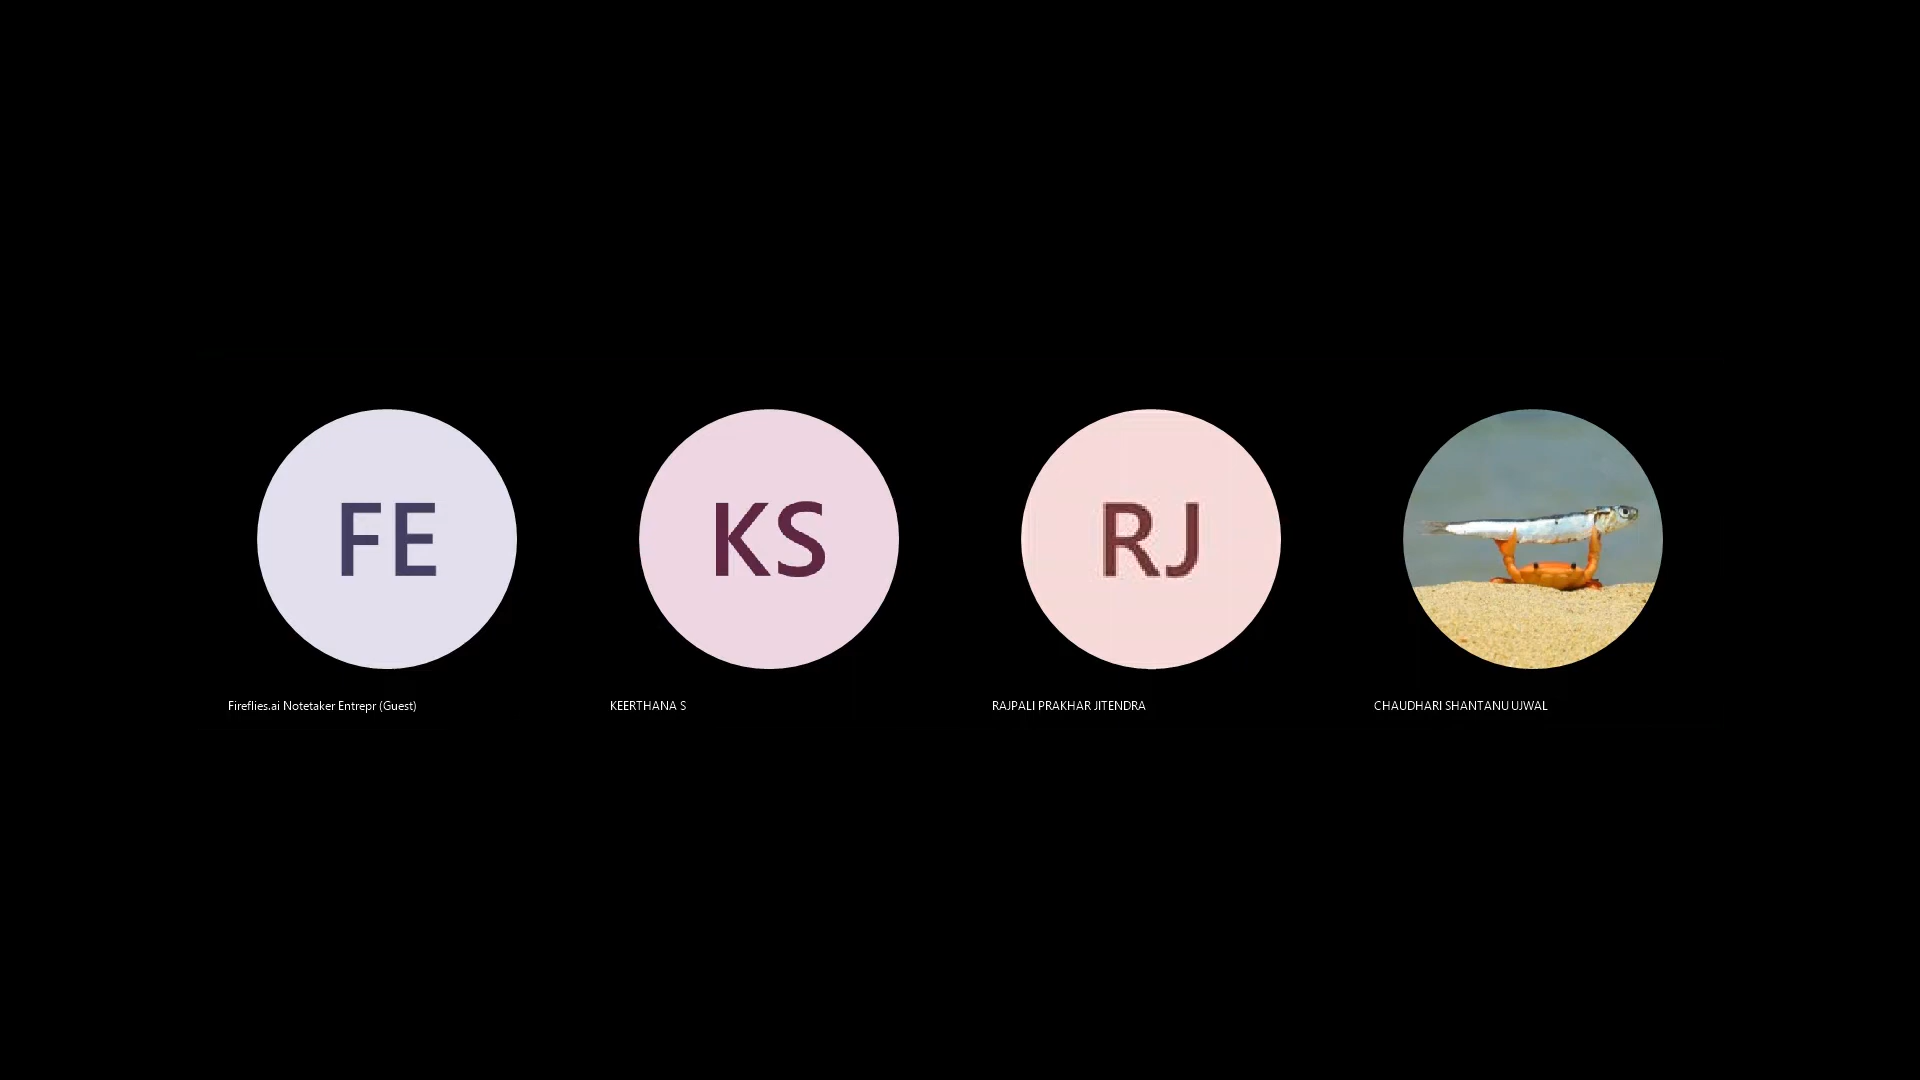 FE
KS
RJ
Fireflies.ai Notetaker Entrepr (Guest)
KEERTHANA S
RAJPALI PRAKHAR JITENDRA
CHAUDHARI SHANTANU UJWAL